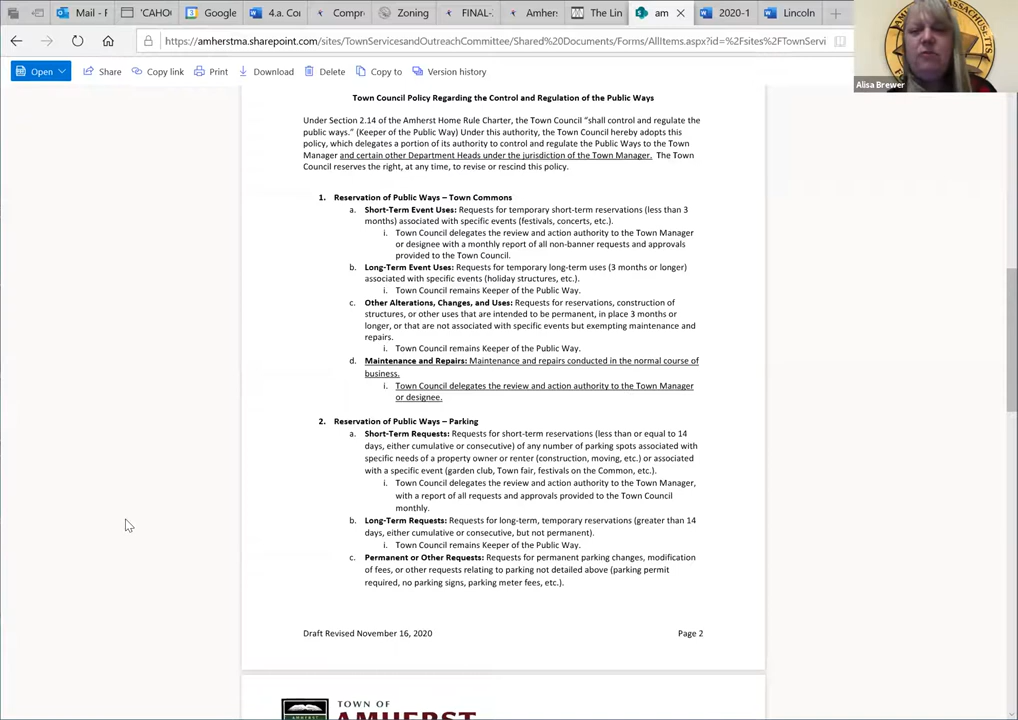 Mail - F
'CAHO
Google
4.a. Co
Compr
Zoning
FINAL-
Amher
The Lin
am
2020-1
Lincoln
https://amherstma.sharepoint.com/sites/TownServicesandOutreachCommittee/Shared%20Documents/Forms/AllItems.aspx?id=%2Fsites%2FTownServi
Open
Share
Copy link
Print
Download
Delete
Copy to
Version history
Alisa Brewer
Town Council Policy Regarding the Control and Regulation of the Public Ways
Under Section 2.14 of the Amherst Home Rule Charter, the Town Council "shall control and regulate the
public ways." (Keeper of the Public Way) Under this authority, the Town Council hereby adopts this
policy, which delegates a portion of its authority to control and regulate the Public Ways to the Town
Manager and certain other Department Heads under the jurisdiction of the Town Manager. The Town
Council reserves the right, at any time, to revise or rescind this policy.
1. Reservation of Public Ways – Town Commons
a. Short-Term Event Uses: Requests for temporary short-term reservations (less than 3
months) associated with specific events (festivals, concerts, etc.).
i. Town Council delegates the review and action authority to the Town Manager
or designee with a monthly report of all non-banner requests and approvals
provided to the Town Council.
b. Long-Term Event Uses: Requests for temporary long-term uses (3 months or longer)
associated with specific events (holiday structures, etc.).
i. Town Council remains Keeper of the Public Way.
c. Other Alterations, Changes, and Uses: Requests for reservations, construction of
structures, or other uses that are intended to be permanent, in place 3 months or
longer, or that are not associated with specific events but exempting maintenance and
repairs.
i. Town Council remains Keeper of the Public Way.
d. Maintenance and Repairs: Maintenance and repairs conducted in the normal course of
business.
i. Town Council delegates the review and action authority to the Town Manager
or designee.
2. Reservation of Public Ways – Parking
a. Short-Term Requests: Requests for short-term reservations (less than or equal to 14
days, either cumulative or consecutive) of any number of parking spots associated with
specific needs of a property owner or renter (construction, moving, etc.) or associated
with a specific event (garden club, Town fair, festivals on the Common, etc.).
i. Town Council delegates the review and action authority to the Town Manager,
with a report of all requests and approvals provided to the Town Council
monthly.
b. Long-Term Requests: Requests for long-term, temporary reservations (greater than 14
days, either cumulative or consecutive, but not permanent).
i. Town Council remains Keeper of the Public Way.
c. Permanent or Other Requests: Requests for permanent parking changes, modification
of fees, or other requests relating to parking not detailed above (parking permit
required, no parking signs, parking meter fees, etc.).
Draft Revised November 16, 2020
Page 2
TOWN OF
AMHERST